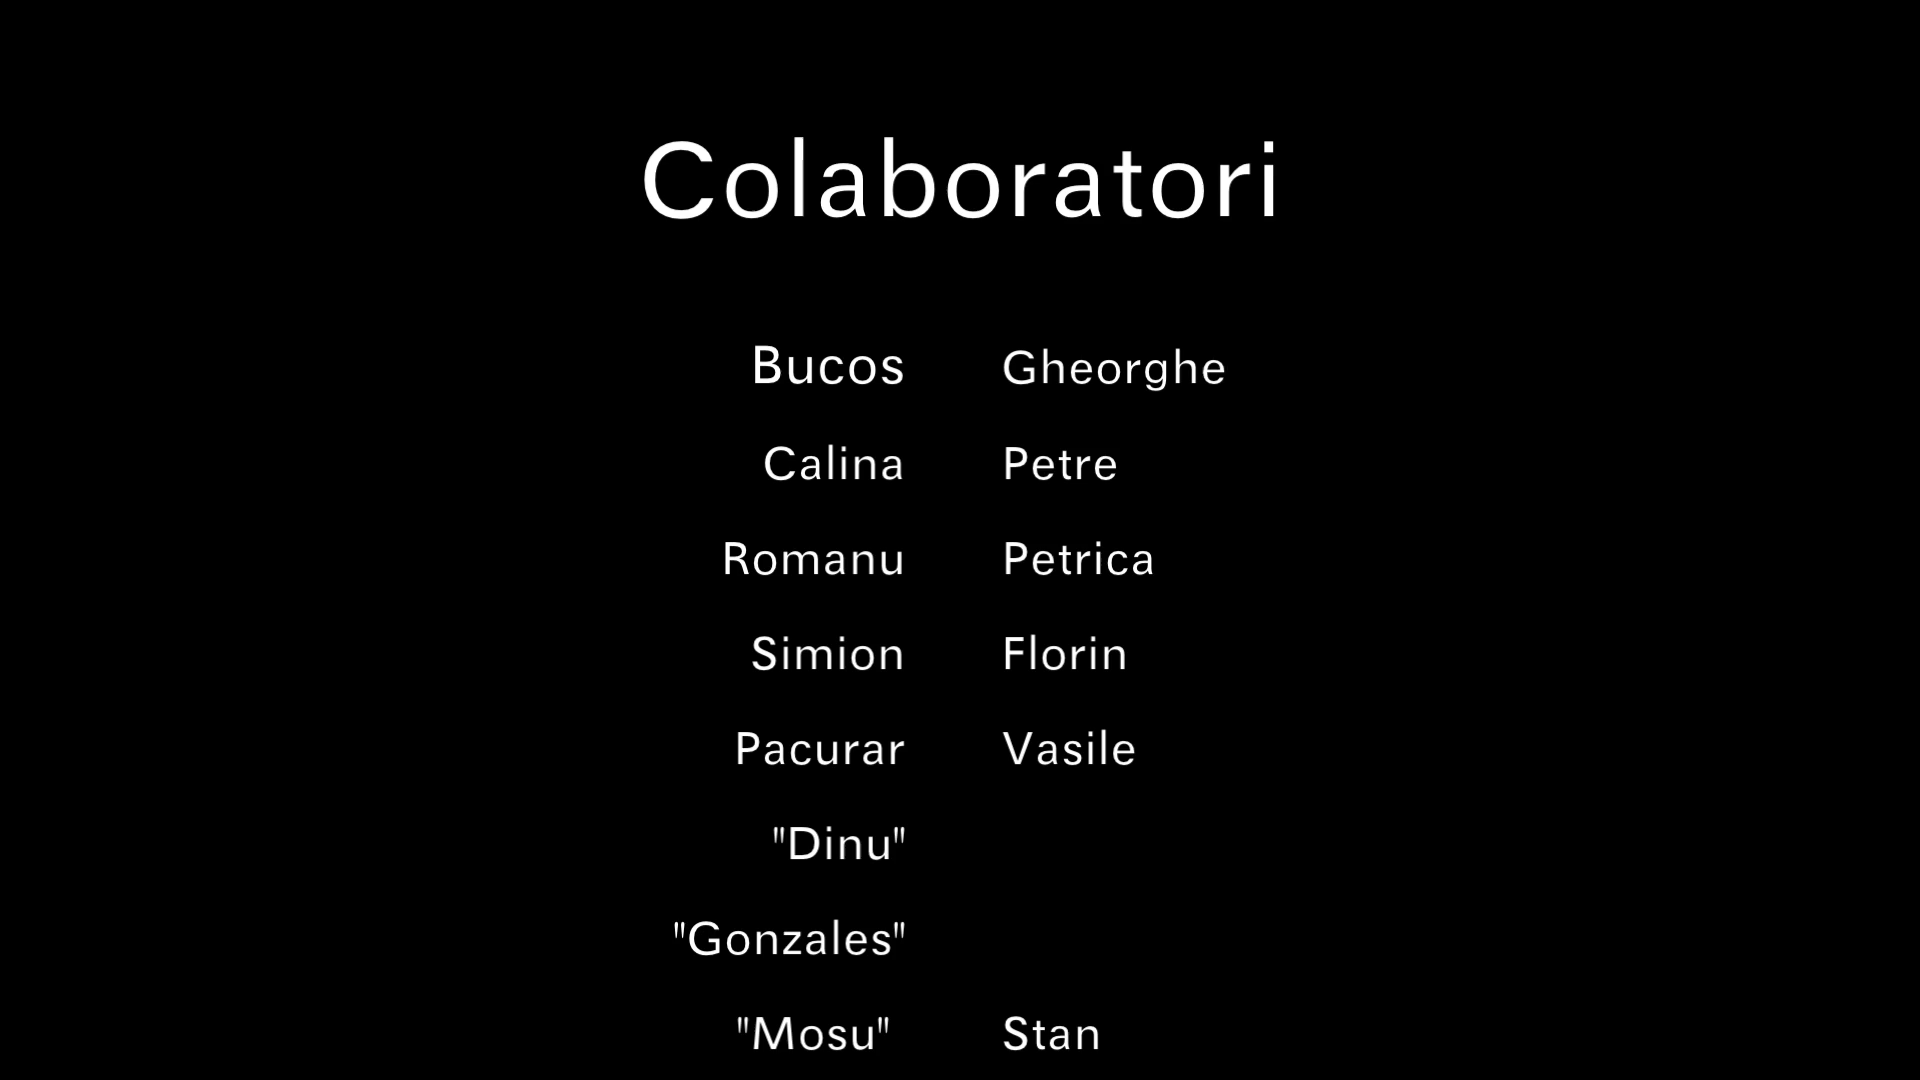 Colaboratori
Bucos Gheorghe
Calina Petre
Romanu Petrica
Simion Florin
Pacurar Vasile
"Dinu"
"Gonzales"
"Mosu" Stan